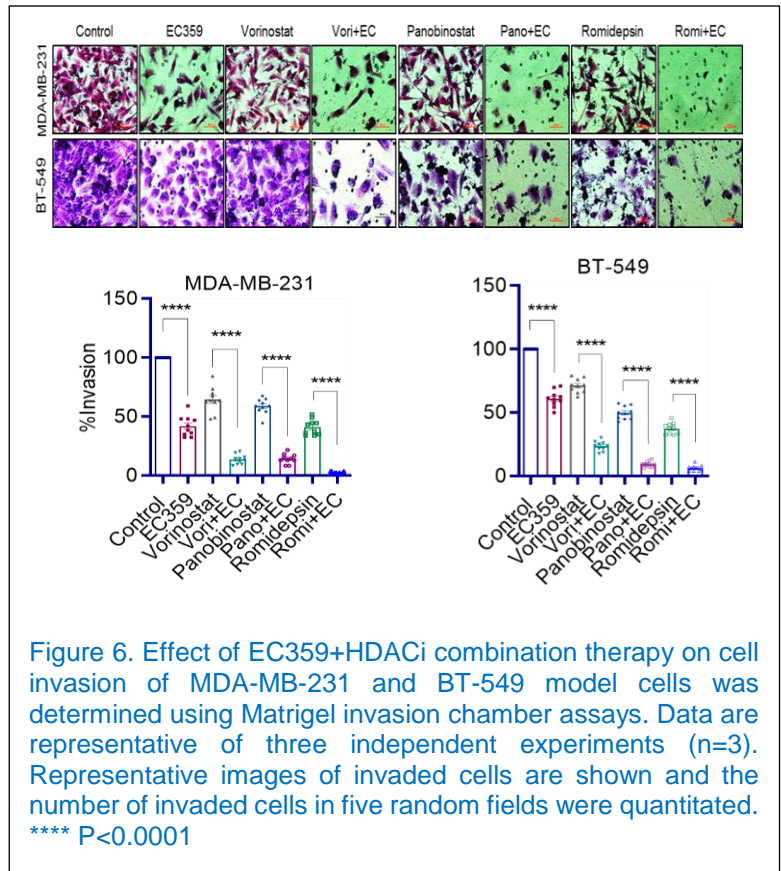 Control EC359 Vorinostat Vori+EC Panobinostat Pano+EC Romidepsin Romi+EC
MDA-MB-231
BT-549
MDA-MB-231
150
100
50
0
%Invasion
**** **** **** ****
Control
EC359
Vorinostat
Vori+EC
Panobinostat
Pano+EC
Romidepsin
Romi+EC
BT-549
150
100
50
0
**** **** **** ****
Control
EC359
Vorinostat
Vori+EC
Panobinostat
Pano+EC
Romidepsin
Romi+EC
Figure 6. Effect of EC359+HDACi combination therapy on cell
invasion of MDA-MB-231 and BT-549 model cells was
determined using Matrigel invasion chamber assays. Data are
representative of three independent experiments (n=3).
Representative images of invaded cells are shown and the
number of invaded cells in five random fields were quantitated.
**** P<0.0001